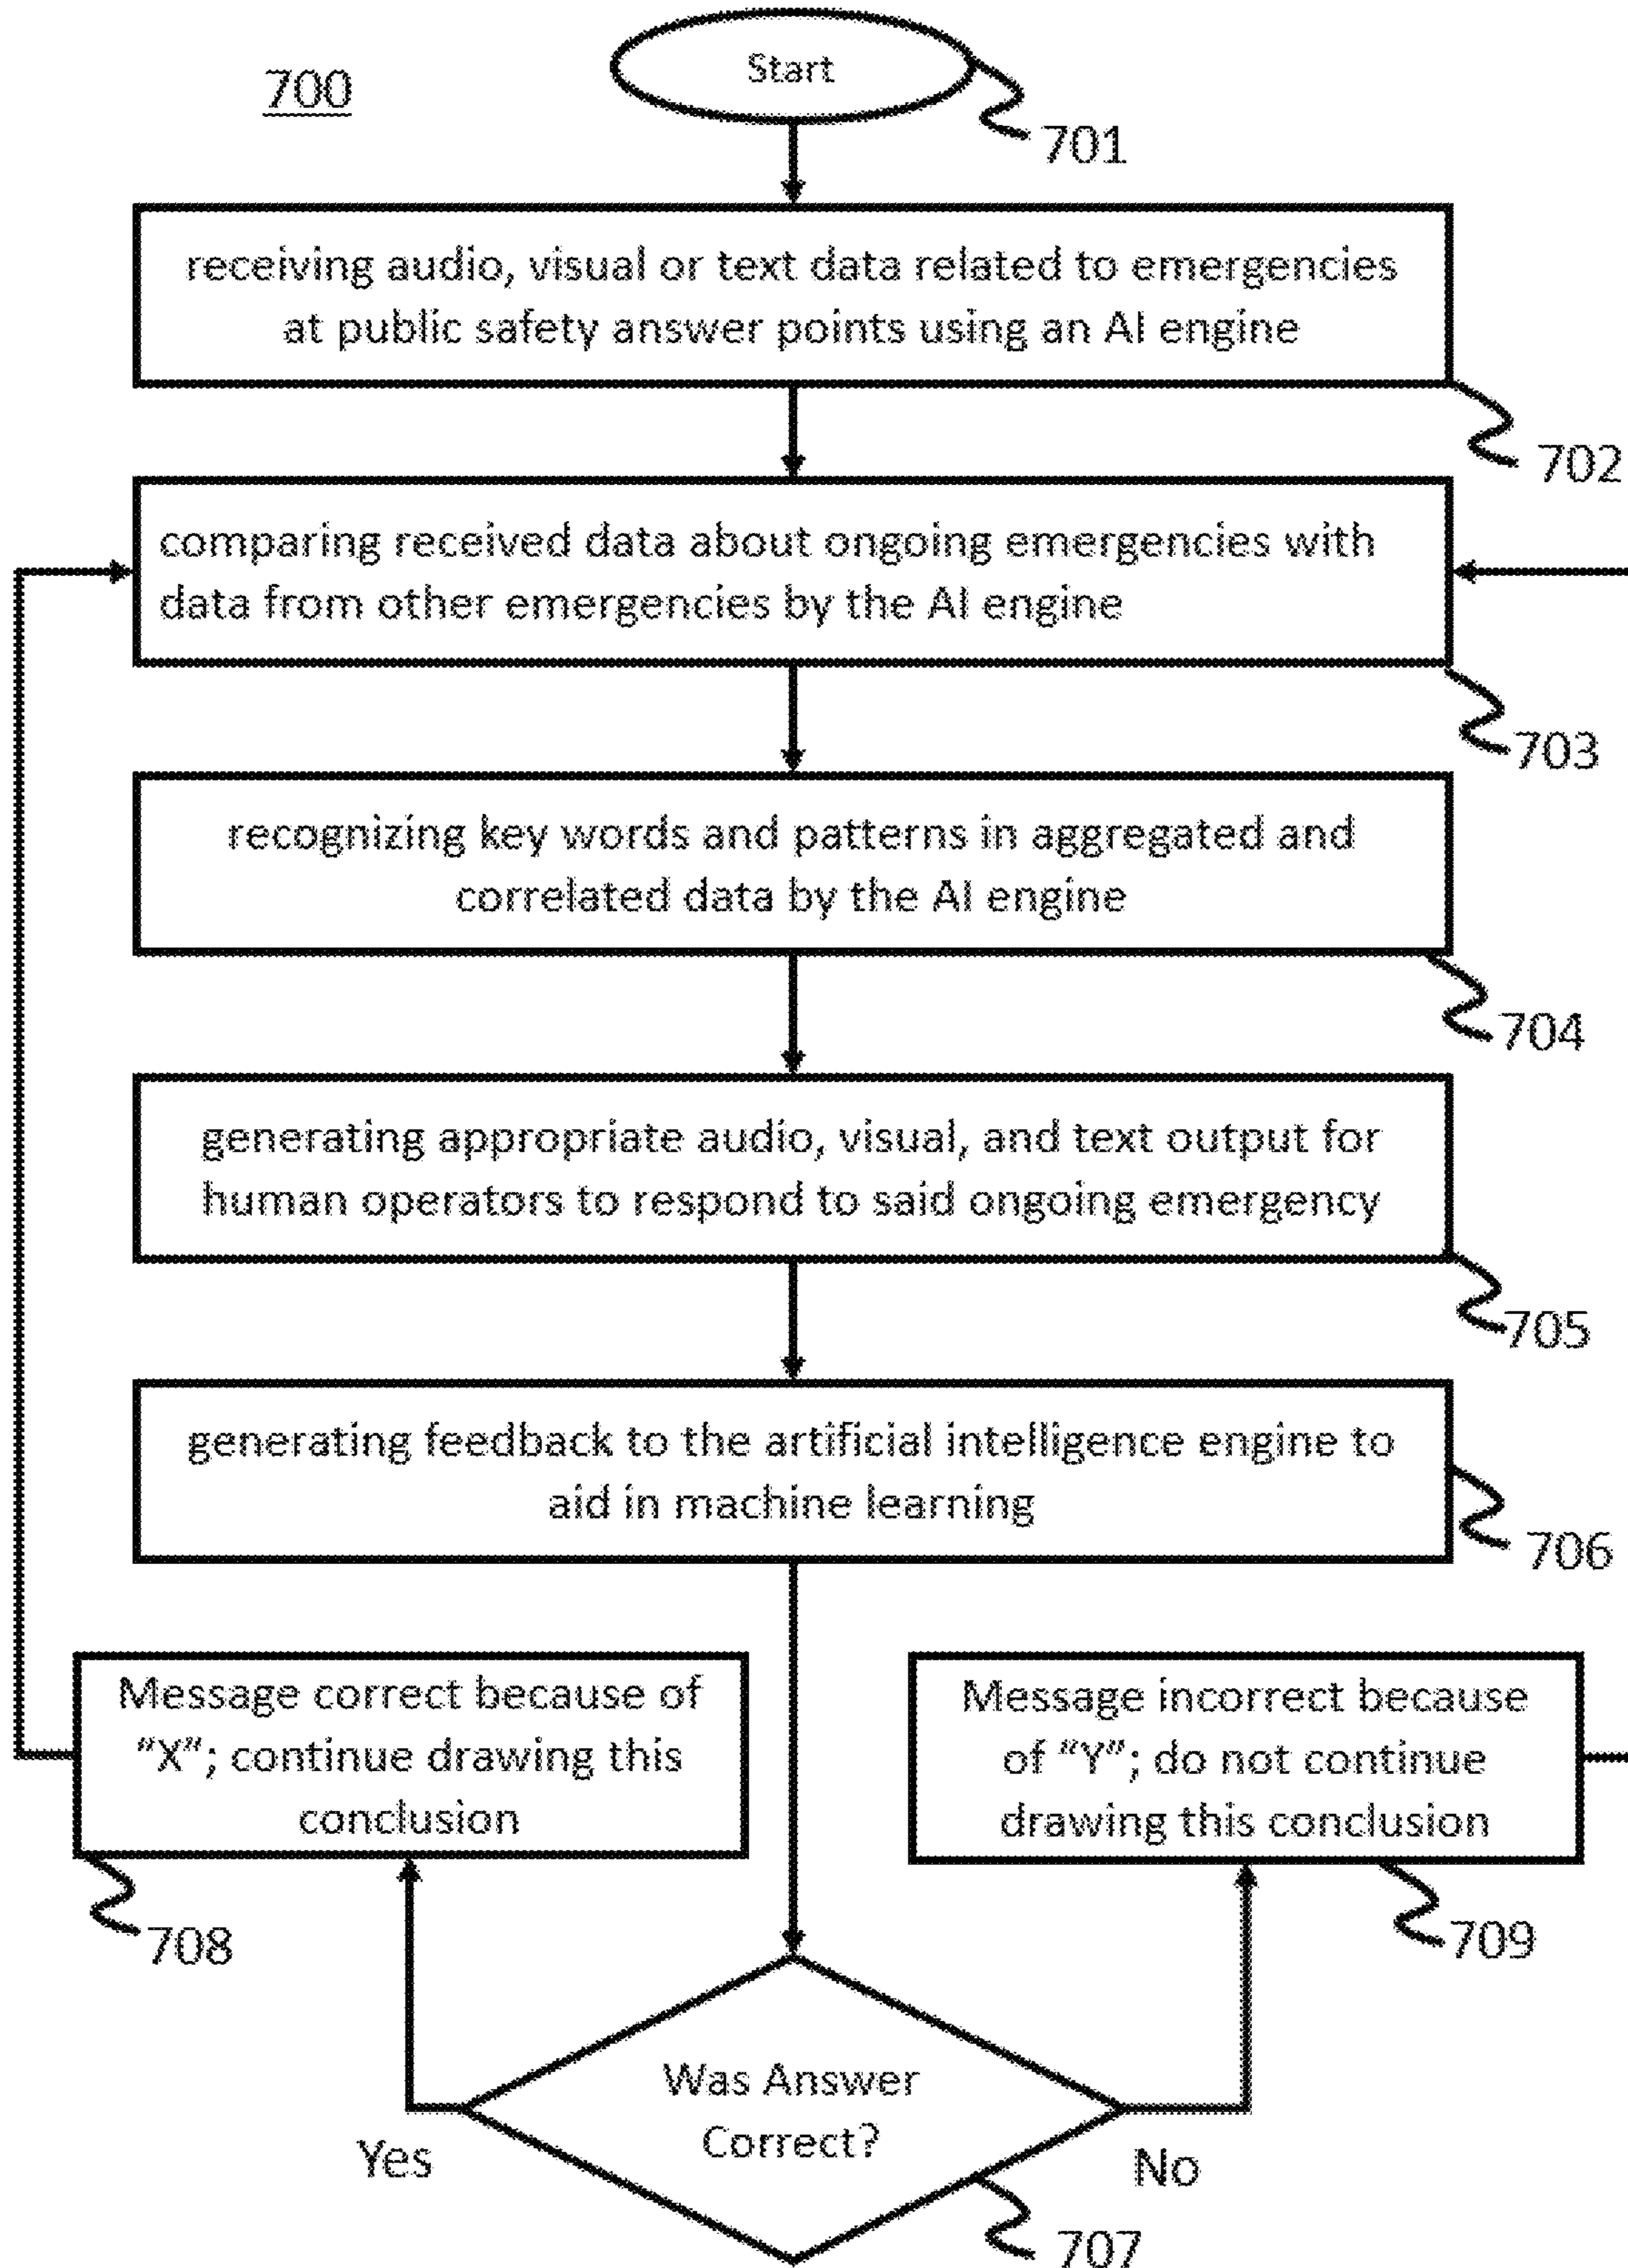 700
Start
701
receiving audio, visual or text data related to emergencies
at public safety answer points using an AI engine
702
comparing received data about ongoing emergencies with
data from other emergencies by the AI engine
703
recognizing key words and patterns in aggregated and
correlated data by the AI engine
704
generating appropriate audio, visual, and text output for
human operators to respond to said ongoing emergency
705
generating feedback to the artificial intelligence engine to
aid in machine learning
706
Message correct because of
“X”; continue drawing this
conclusion
708
Message incorrect because
of “Y”; do not continue
drawing this conclusion
709
Was Answer
Correct?
Yes
No
707